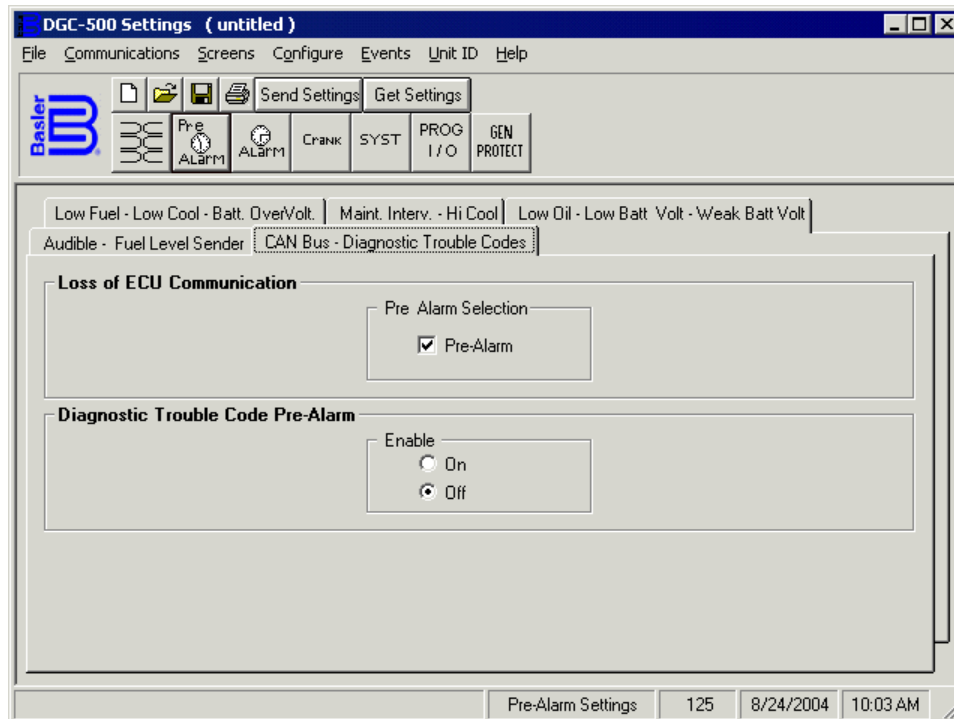 DGC-500 Settings ( untitled )
File Communications Screens Configure Events Unit ID Help
Basler
Send Settings Get Settings
Pre ALarm
ALarm
Crank
SYST
PROG I/O
GEN PROTECT
Low Fuel - Low Cool - Batt. OverVolt. Maint. Interv. - Hi Cool Low Oil - Low Batt Volt - Weak Batt Volt
Audible - Fuel Level Sender CAN Bus - Diagnostic Trouble Codes
Loss of ECU Communication
Pre Alarm Selection
Pre-Alarm
Diagnostic Trouble Code Pre-Alarm
Enable
On
Off
Pre-Alarm Settings 125 8/24/2004 10:03 AM